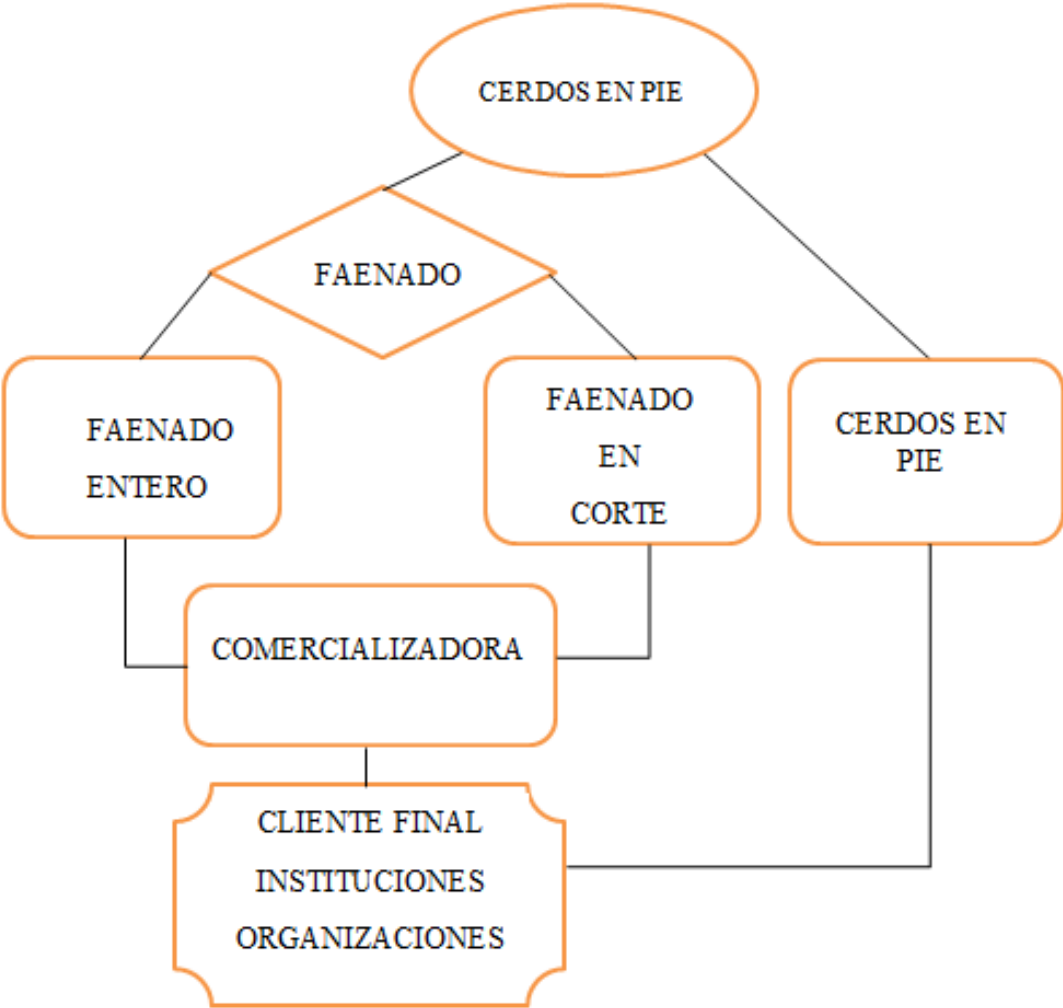 CERDOS EN PIE
FAENADO
FAENADO
ENTERO
FAENADO
EN
CORTE
CERDOS EN
PIE
COMERCIALIZADORA
CLIENTE FINAL
INSTITUCIONES
ORGANIZACIONES